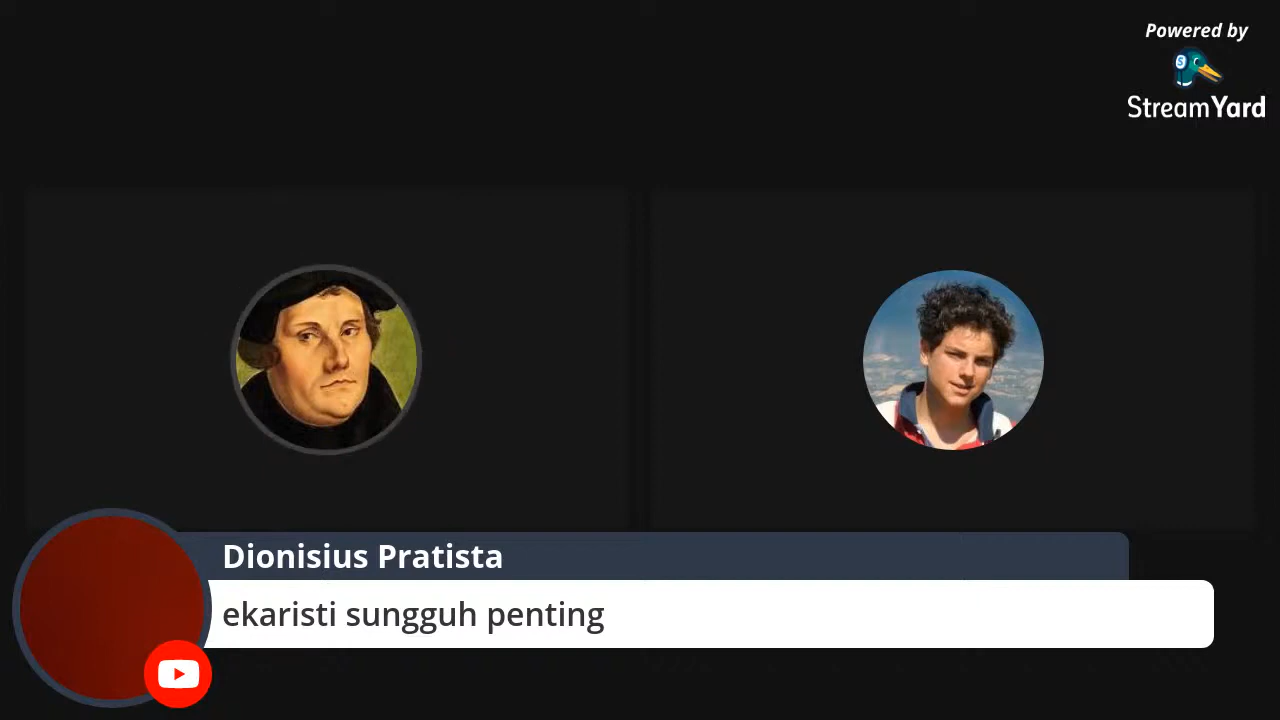 Powered by
S
StreamYard
Dionisius Pratista
ekaristi sungguh penting